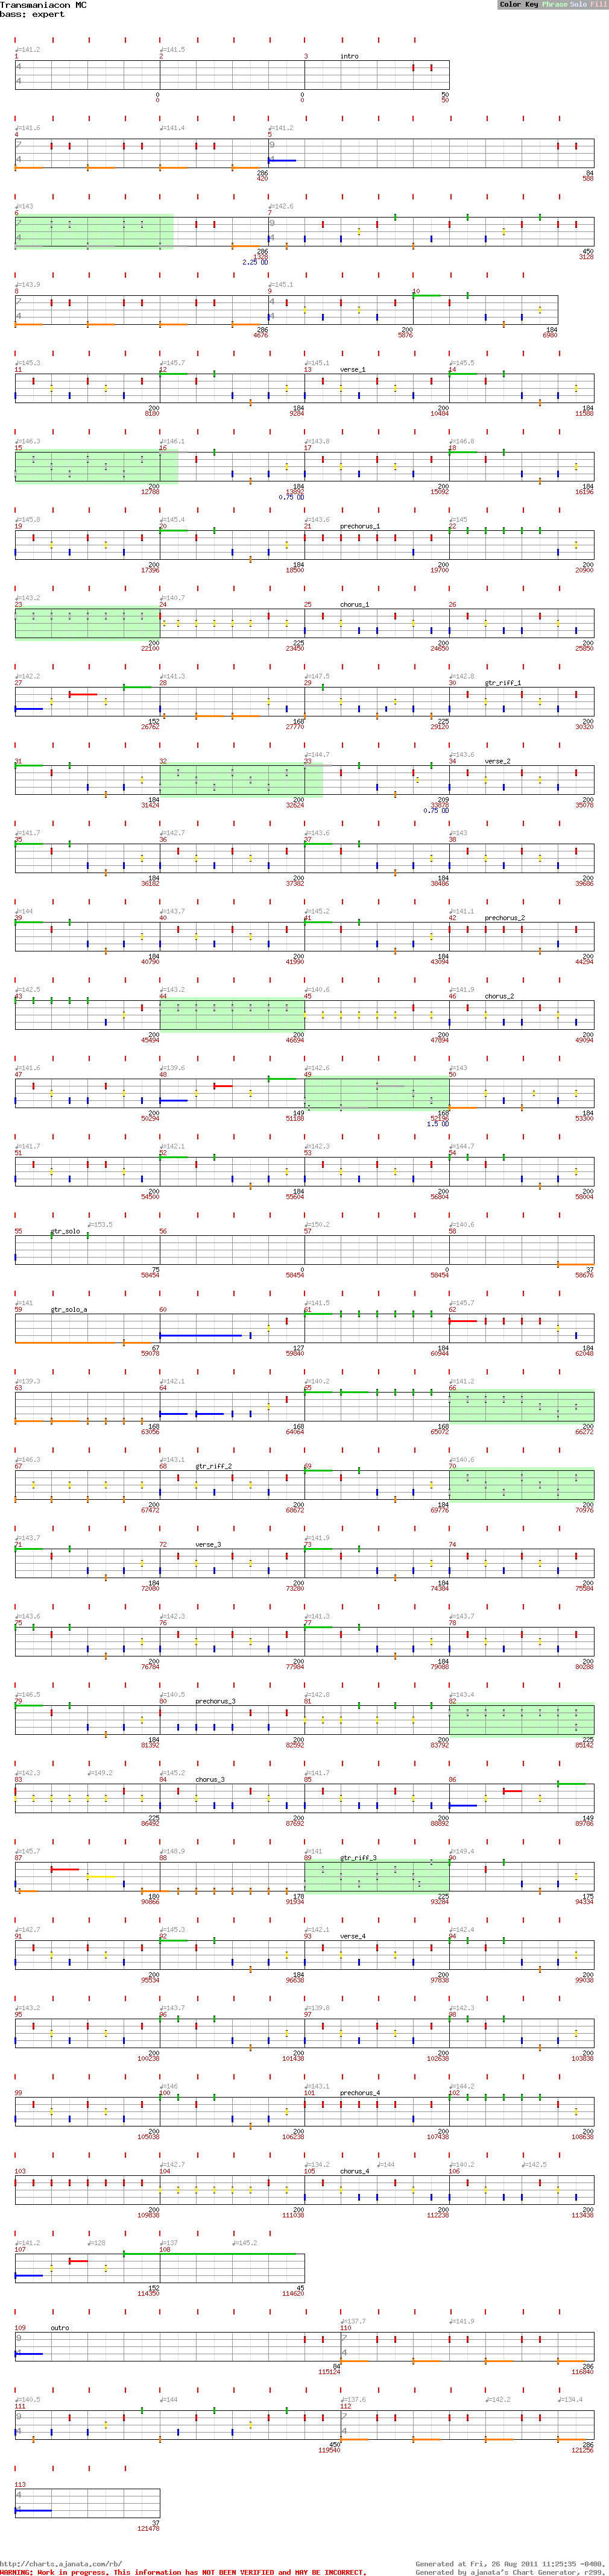 Transmaniacon MC
bass: expert
Color Key Phrase Solo Fill
♩=141.2 ♩=141.5
1 2 3 intro
0 0 50
0 0 50
♩=141.6 ♩=141.4 ♩=141.2
4 5
286 84
420 588
♩=143 ♩=142.6
6 7
286 450
1328 3128
2.25 OD
♩=143.9 ♩=145.1
8 9 10
286 200 184
4676 5876 6980
♩=145.3 ♩=145.7 ♩=145.1 ♩=145.5
11 12 13 verse_1 14
200 184 200 184
8180 9284 10484 11588
♩=146.3 ♩=146.1 ♩=143.8 ♩=146.8
15 16 17 18
200 184 200 184
12788 13892 15092 16196
0.75 OD
♩=145.8 ♩=145.4 ♩=143.6 ♩=145
19 20 21 prechorus_1 22
200 184 200 200
17396 18500 19700 20900
♩=143.2 ♩=140.7
23 24 25 chorus_1 26
200 225 200 200
22100 23450 24650 25850
♩=142.2 ♩=141.3 ♩=147.5 ♩=142.8
27 28 29 30 gtr_riff_1
152 168 225 200
26762 27770 29120 30320
♩=144.7 ♩=143.6
31 32 33 34 verse_2
184 200 209 200
31424 32624 33878 35078
0.75 OD
♩=141.7 ♩=142.7 ♩=143.6 ♩=143
35 36 37 38
184 200 184 200
36182 37382 38486 39686
♩=144 ♩=143.7 ♩=145.2 ♩=141.1
39 40 41 42 prechorus_2
184 200 184 200
40790 41990 43094 44294
♩=142.5 ♩=143.2 ♩=140.6 ♩=141.9
43 44 45 46 chorus_2
200 200 200 200
45494 46694 47894 49094
♩=141.6 ♩=139.6 ♩=142.6 ♩=143
47 48 49 50
200 149 168 184
50294 51188 52196 53300
1.5 OD
♩=141.7 ♩=142.1 ♩=142.3 ♩=144.7
51 52 53 54
200 184 200 200
54500 55604 56804 58004
♩=153.5 ♩=150.2 ♩=140.6
55 gtr_solo 56 57 58
75 0 0 37
58454 58454 58454 58676
♩=141 ♩=141.5 ♩=145.7
59 gtr_solo_a 60 61 62
67 127 184 184
59078 59840 60944 62048
♩=139.3 ♩=142.1 ♩=140.2 ♩=141.2
63 64 65 66
168 168 168 200
63056 64064 65072 66272
♩=146.3 ♩=143.1 ♩=140.6
67 68 gtr_riff_2 69 70
200 200 184 200
67472 68672 69776 70976
♩=143.7 ♩=141.9
71 72 verse_3 73 74
184 200 184 200
72080 73280 74384 75584
♩=143.6 ♩=142.3 ♩=141.3 ♩=143.7
75 76 77 78
200 200 184 200
76784 77984 79088 80288
♩=146.5 ♩=140.5 ♩=142.8 ♩=143.4
79 80 prechorus_3 81 82
184 200 200 225
81392 82592 83792 85142
♩=142.3 ♩=149.2 ♩=145.2 ♩=141.7
83 84 chorus_3 85 86
225 200 200 149
86492 87692 88892 89786
♩=145.7 ♩=148.9 ♩=141 ♩=149.4
87 88 89 gtr_riff_3 90
180 178 225 175
90866 91934 93284 94334
♩=142.7 ♩=145.3 ♩=142.1 ♩=142.4
91 92 93 verse_4 94
200 184 200 200
95534 96638 97838 99038
♩=143.2 ♩=143.7 ♩=139.8 ♩=142.3
95 96 97 98
200 200 200 200
100238 101438 102638 103838
♩=146 ♩=143.1 ♩=144.2
99 100 101 prechorus_4 102
200 200 200 200
105038 106238 107438 108638
♩=142.7 ♩=134.2 ♩=144 ♩=140.2 ♩=142.5
103 104 105 chorus_4 106
200 200 200 200
109838 111038 112238 113438
♩=141.2 ♩=128 ♩=137 ♩=145.2
107 108
152 45
114350 114620
♩=137.7 ♩=141.9
109 outro 110
84 286
115124 116840
♩=140.5 ♩=144 ♩=137.6 ♩=142.2 ♩=134.4
111 112
450 286
119540 121256
113
37
121478
http://charts.ajanata.com/rb/ Generated at Fri, 26 Aug 2011 11:25:35 -0400.
WARNING: Work in progress. This information has NOT BEEN VERIFIED and MAY BE INCORRECT. Generated by ajanata's Chart Generator, r299.